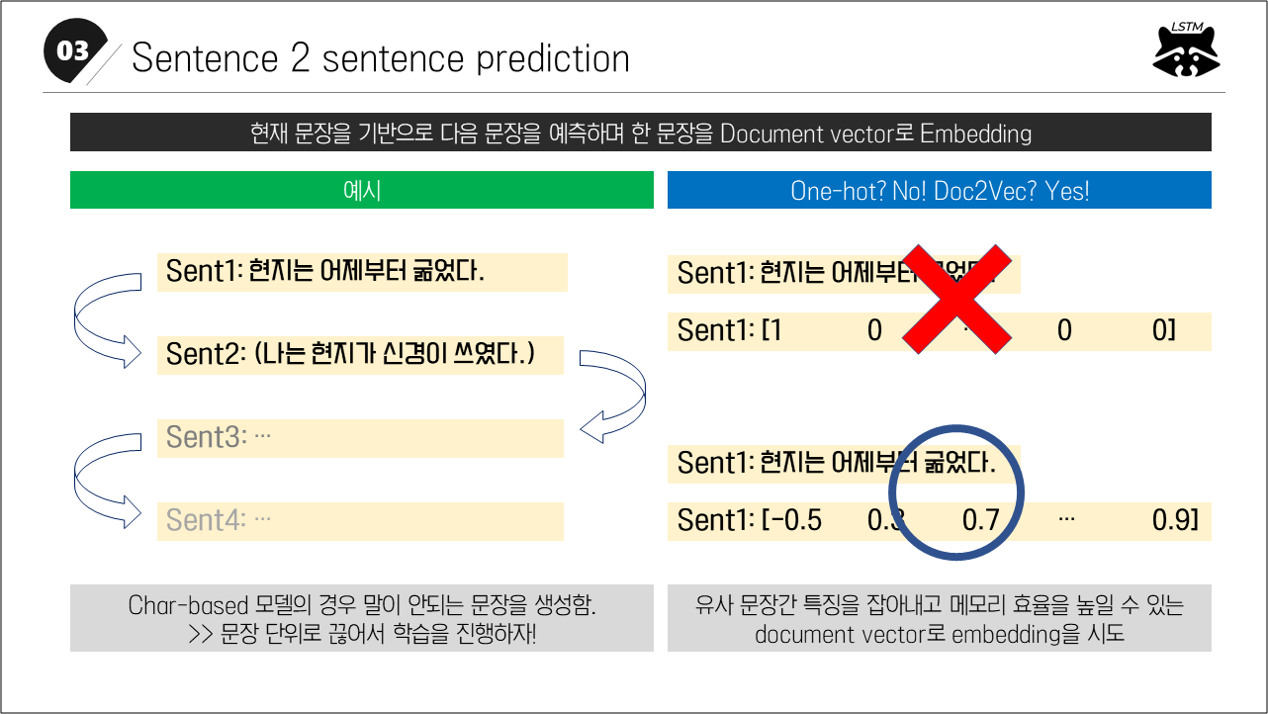 03
Sentence 2 sentence prediction
LSTM
현재 문장을 기반으로 다음 문장을 예측하며 한 문장을 Document vector로 Embedding
예시
Sent1: 현지는 어제부터 굶었다.
Sent2: (나는 현지가 신경이 쓰였다.)
Sent3: ···
Sent4: ···
Char-based 모델의 경우 말이 안되는 문장을 생성함.
>> 문장 단위로 끊어서 학습을 진행하자!
One-hot? No! Doc2Vec? Yes!
Sent1: 현지는 어제부터 굶었다.
Sent1: [1 0 ··· 0 0]
Sent1: 현지는 어제부터 굶었다.
Sent1: [-0.5 0.3 0.7 ··· 0.9]
유사 문장간 특징을 잡아내고 메모리 효율을 높일 수 있는
document vector로 embedding을 시도